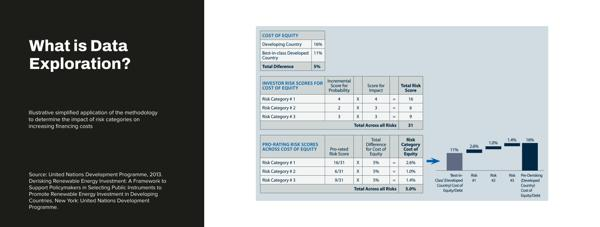 What is Data
Exploration?
Illustrative simplified application of the methodology
to determine the impact of risk categories on
increasing financing costs
Source: United Nations Development Programme, 2013.
Derisking Renewable Energy Investment: A Framework to
Support Policymakers in Selecting Public Instruments to
Promote Renewable Energy Investment in Developing
Countries. New York: United Nations Development
Programme.
COST OF EQUITY
Developing Country 16%
Best-in-class Developed 11%
Country
Total Diference 5%
INVESTOR RISK SCORES FOR
COST OF EQUITY
Incremental
Score for
Probability
Score for
Impact
Total Risk
Score
Risk Category # 1 4 X 4 = 16
Risk Category # 2 2 X 3 = 6
Risk Category # 3 3 X 3 = 9
Total Across all Risks 31
PRO-RATING RISK SCORES
ACROSS COST OF EQUITY
Pro-rated
Risk Score
Total
Difference
for Cost of
Equity
Risk
Category
Cost of
Equity
Risk Category # 1 16/31 X 5% = 2.6%
Risk Category # 2 6/31 X 5% = 1.0%
Risk Category # 3 9/31 X 5% = 1.4%
Total Across all Risks 5.0%
11% 2.6% 1.0% 1.4% 16%
'Best-in-
Class'(Developed
Country) Cost of
Equity/Debt
Risk
#1
Risk
#2
Risk
#3
Pre-Derisking
(Developed
Country)
Cost of
Equity/Debt